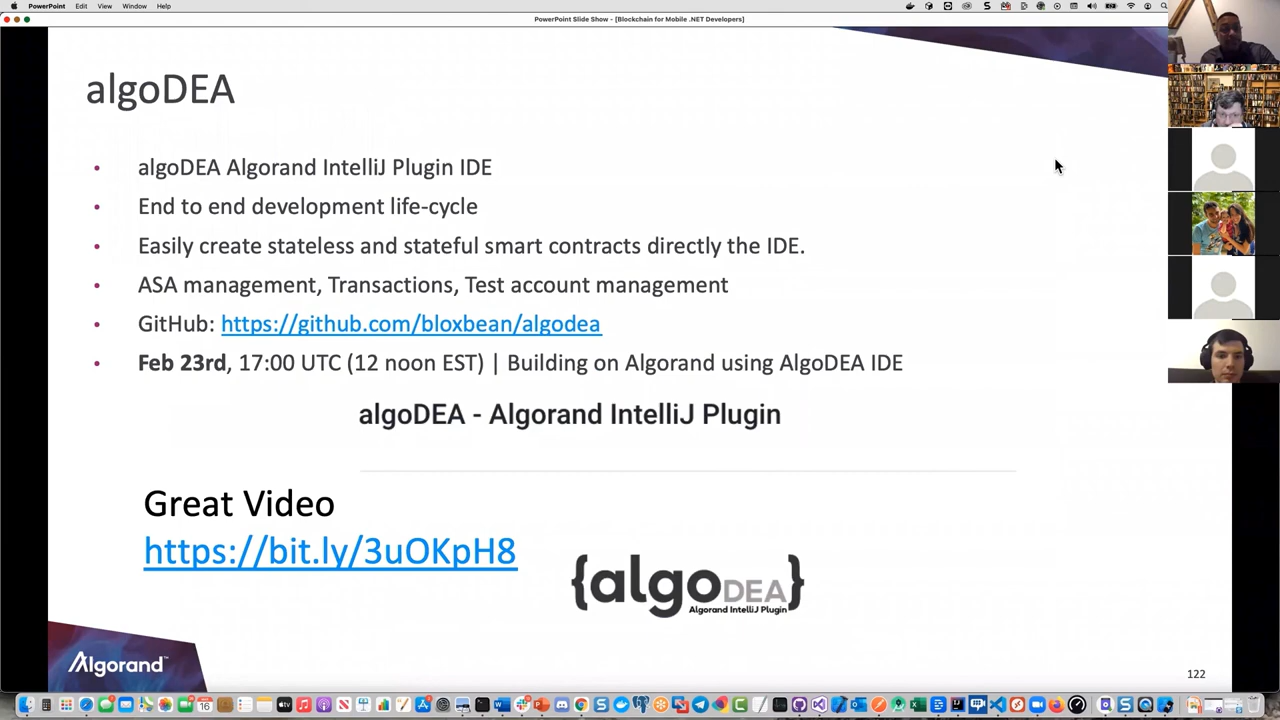 PowerPoint File Edit View Window Help
PowerPoint Slide Show - [Blockchain for Mobile .NET Developers]
algoDEA
• algoDEA Algorand IntelliJ Plugin IDE
• End to end development life-cycle
• Easily create stateless and stateful smart contracts directly the IDE.
• ASA management, Transactions, Test account management
• GitHub: https://github.com/bloxbean/algodea
• Feb 23rd, 17:00 UTC (12 noon EST) | Building on Algorand using AlgoDEA IDE
algoDEA - Algorand IntelliJ Plugin
Great Video
https://bit.ly/3uOKpH8
{algoDEA}
Algorand IntelliJ Plugin
Algorand™
122
16